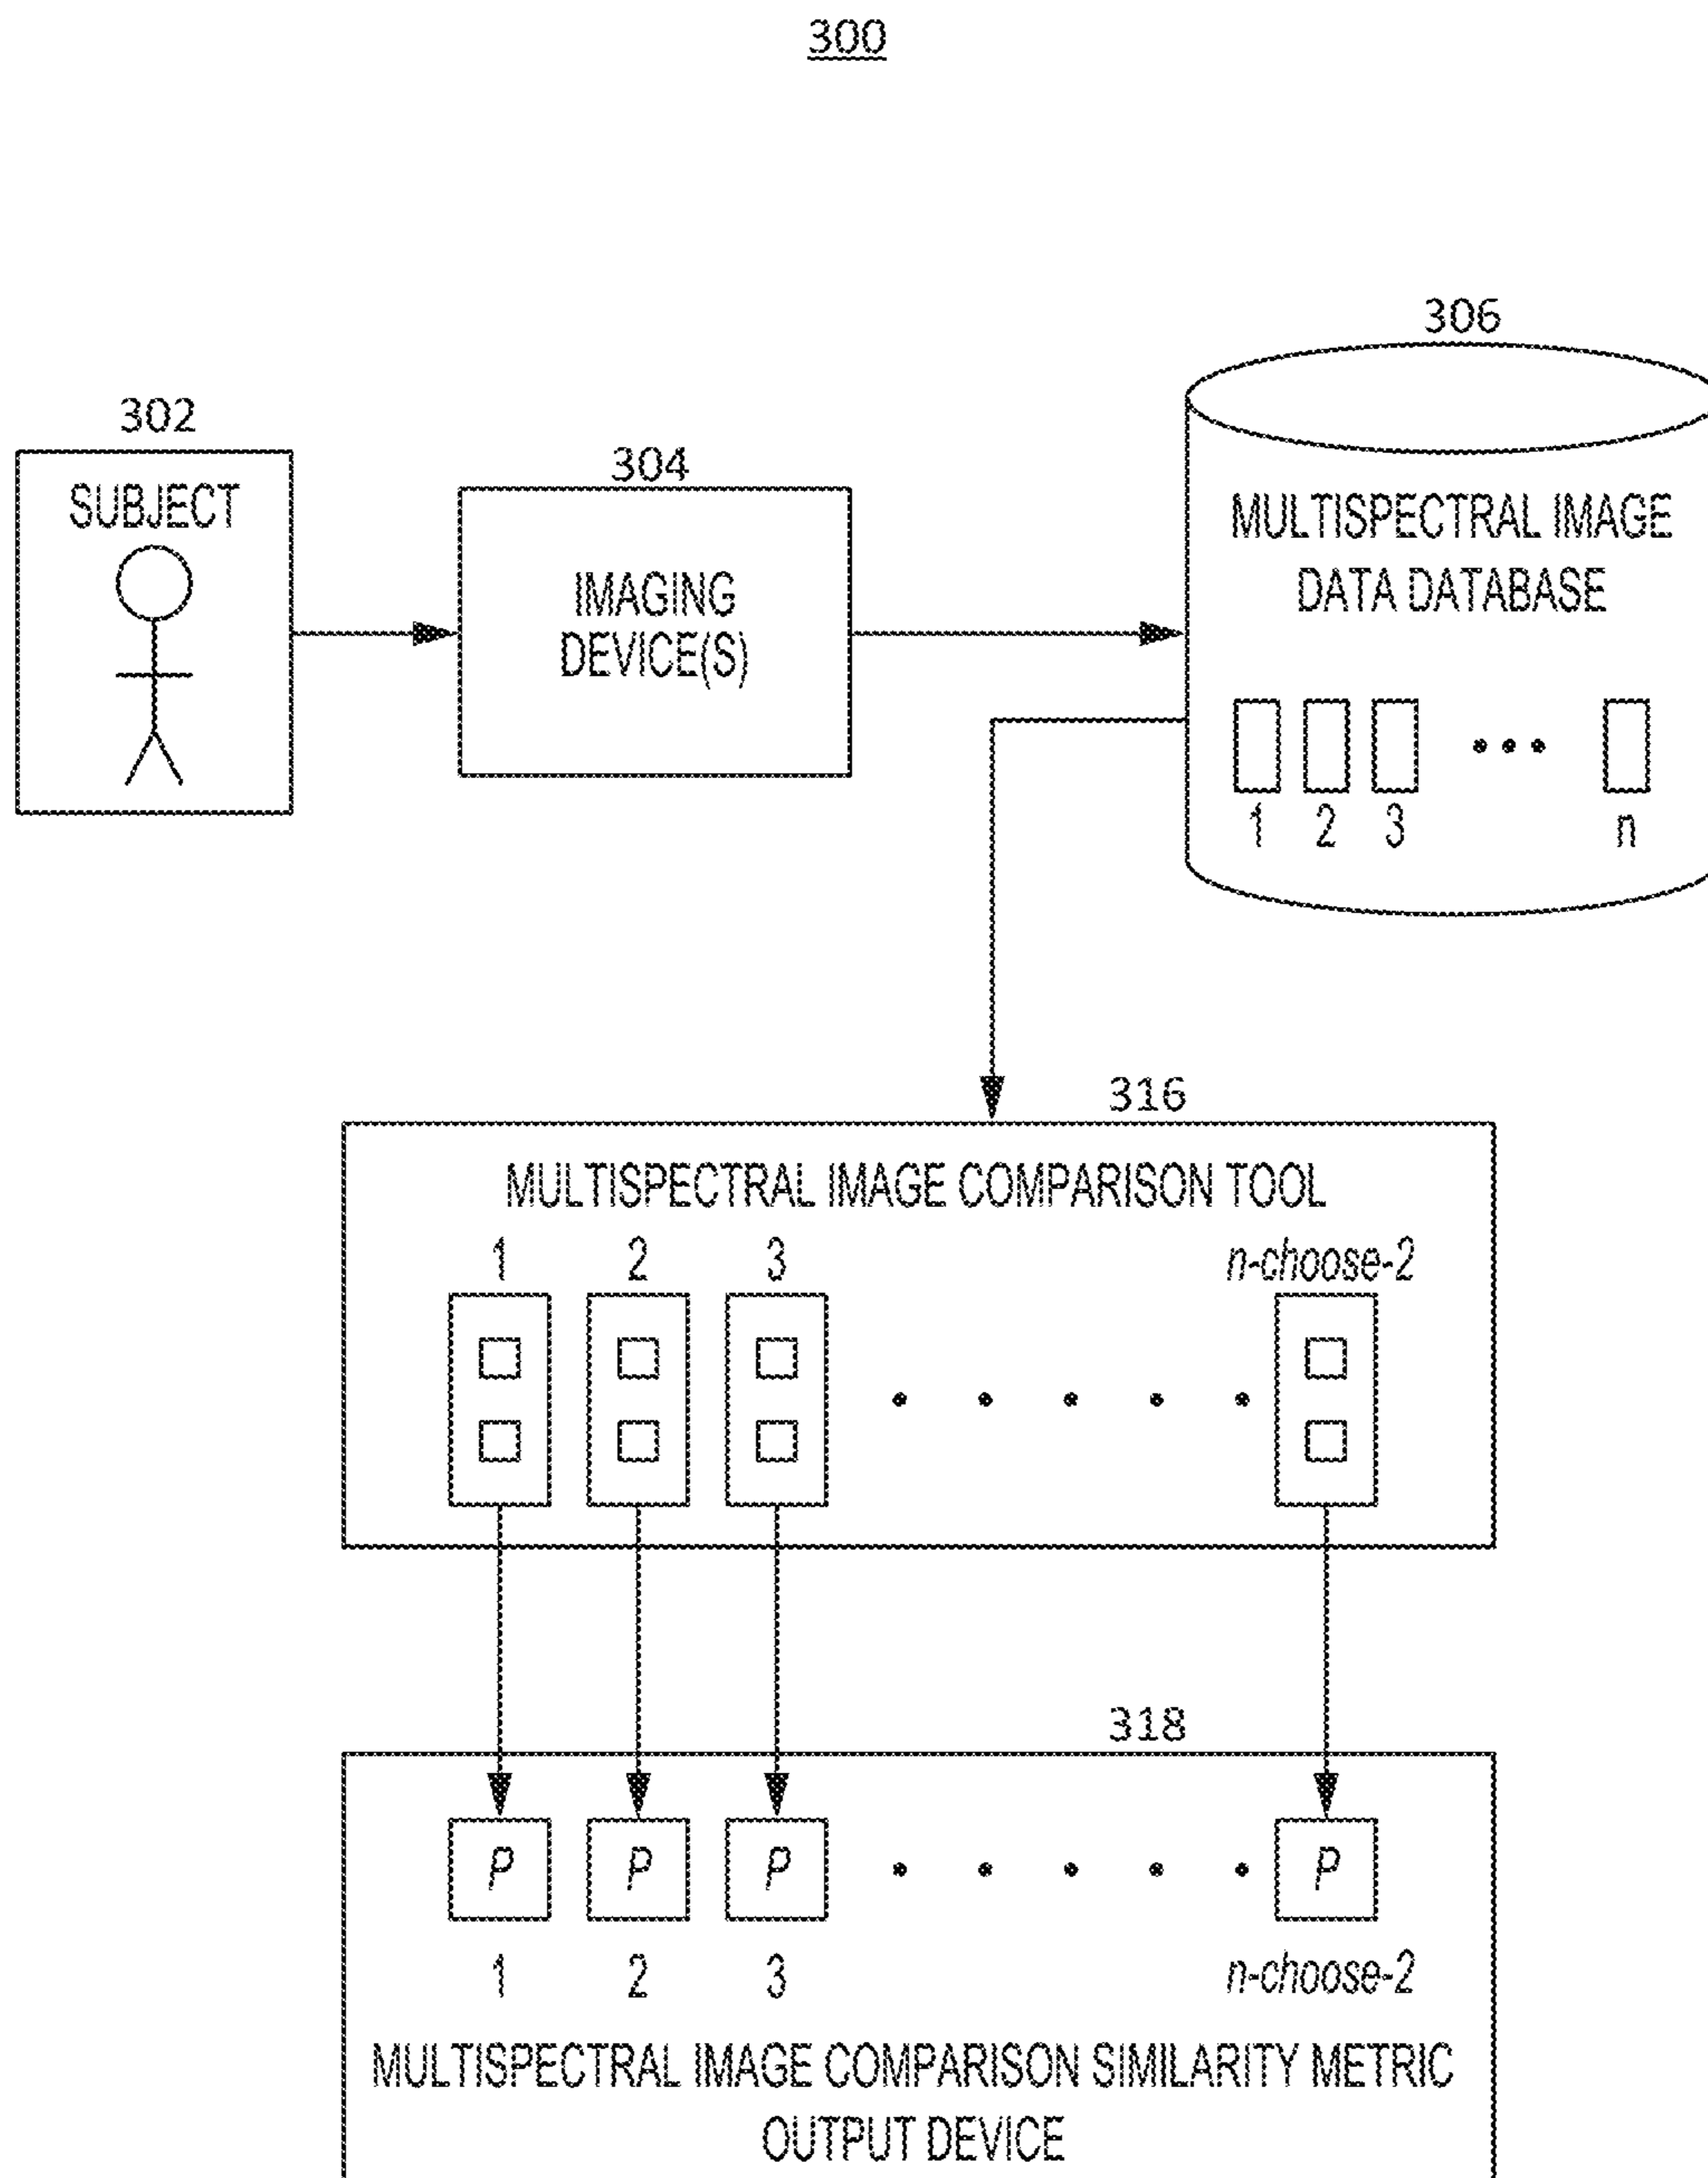 300
306
302
304
SUBJECT
MULTISPECTRAL IMAGE
DATA DATABASE
IMAGING
DEVICE(S)
1 2 3 n
316
MULTISPECTRAL IMAGE COMPARISON TOOL
1 2 3 n-choose-2
318
P P P P
1 2 3 n-choose-2
MULTISPECTRAL IMAGE COMPARISON SIMILARITY METRIC
OUTPUT DEVICE